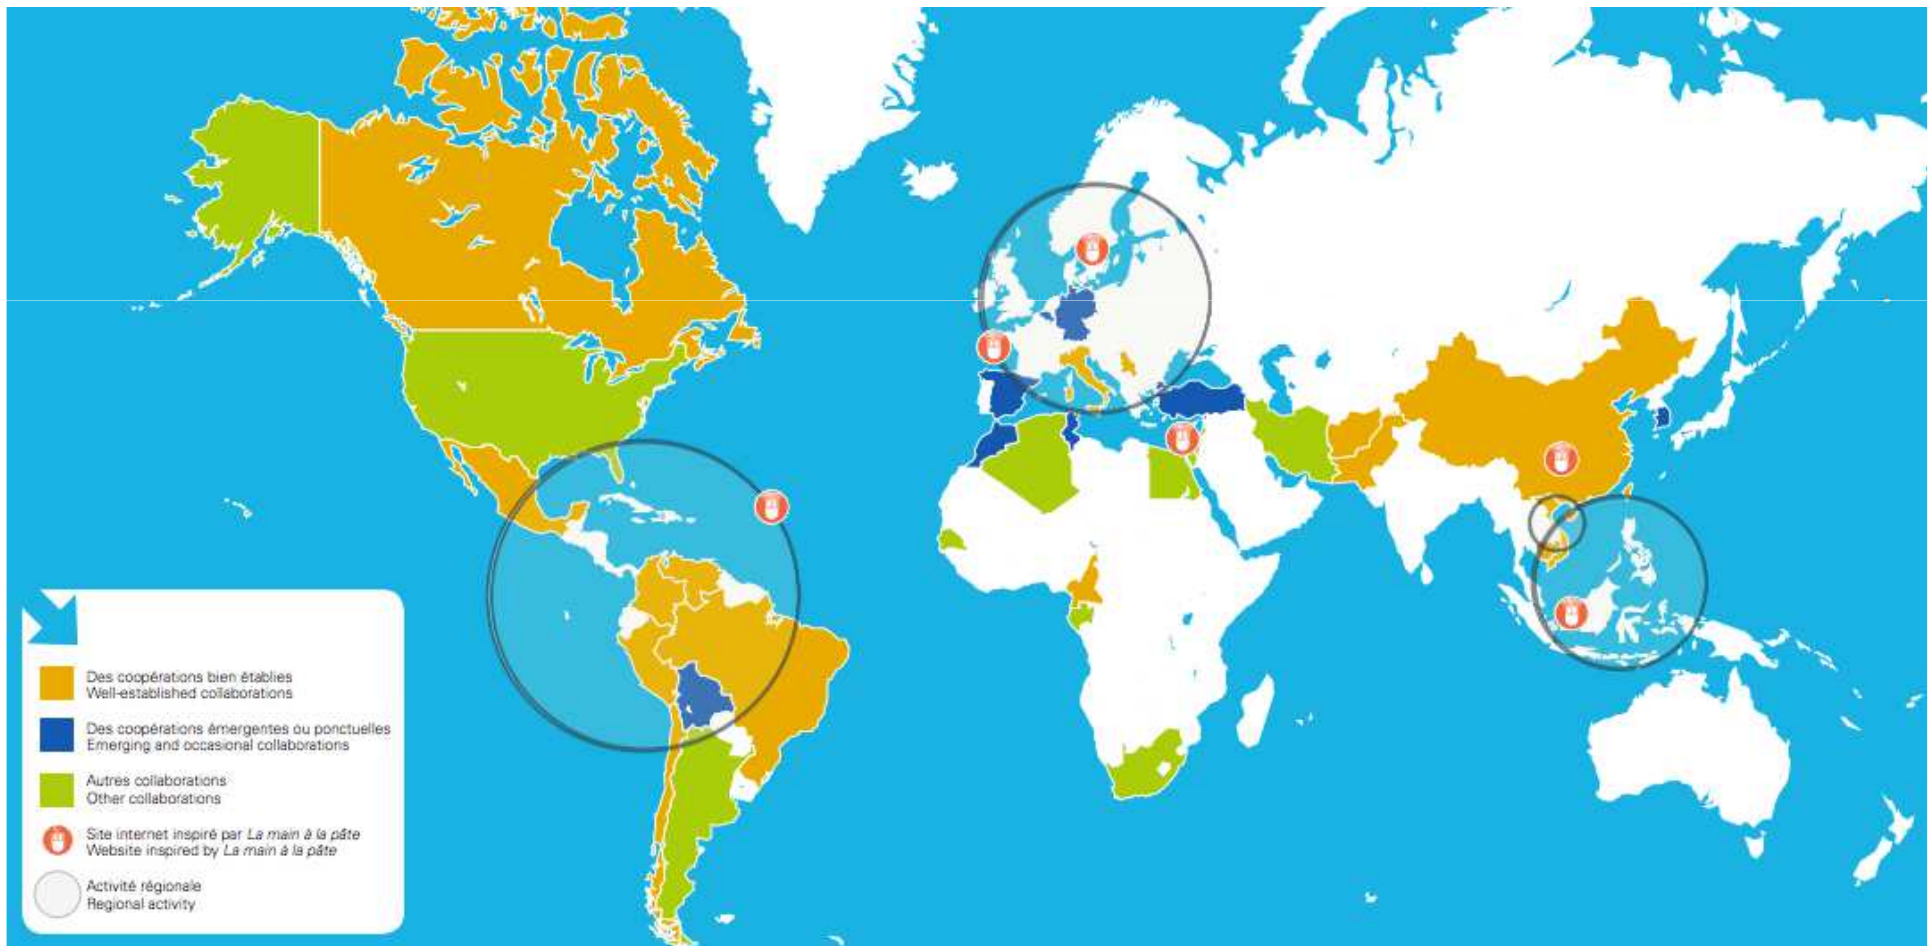 Des coopérations bien établies
Well-established collaborations
Des coopérations émergentes ou ponctuelles
Emerging and occasional collaborations
Autres collaborations
Other collaborations
Site internet inspiré par La main à la pâte
Website inspired by La main à la pâte
Activité régionale
Regional activity